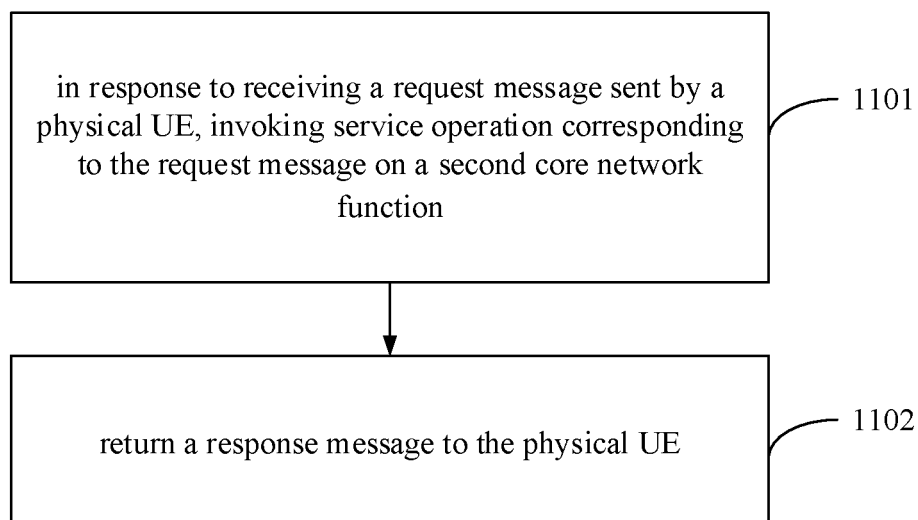 in response to receiving a request message sent by a
physical UE, invoking service operation corresponding
to the request message on a second core network
function
1101
return a response message to the physical UE
1102